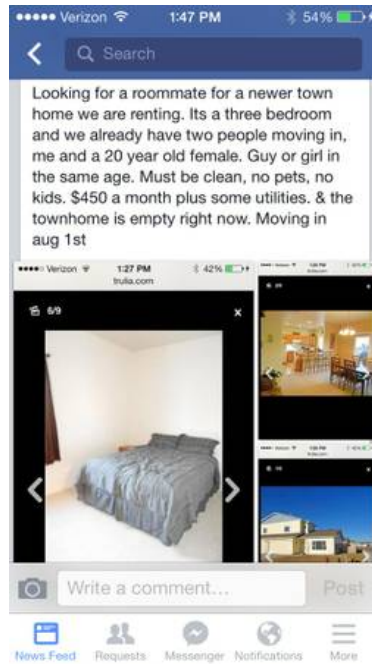 Verizon 1:47 PM 54%
Search
Looking for a roommate for a newer town
home we are renting. Its a three bedroom
and we already have two people moving in,
me and a 20 year old female. Guy or girl in
the same age. Must be clean, no pets, no
kids. $450 a month plus some utilities. & the
townhome is empty right now. Moving in
aug 1st
Verizon 1:27 PM 42%
trulia.com
6/9
x
Write a comment... Post
News Feed Requests Messenger Notifications More